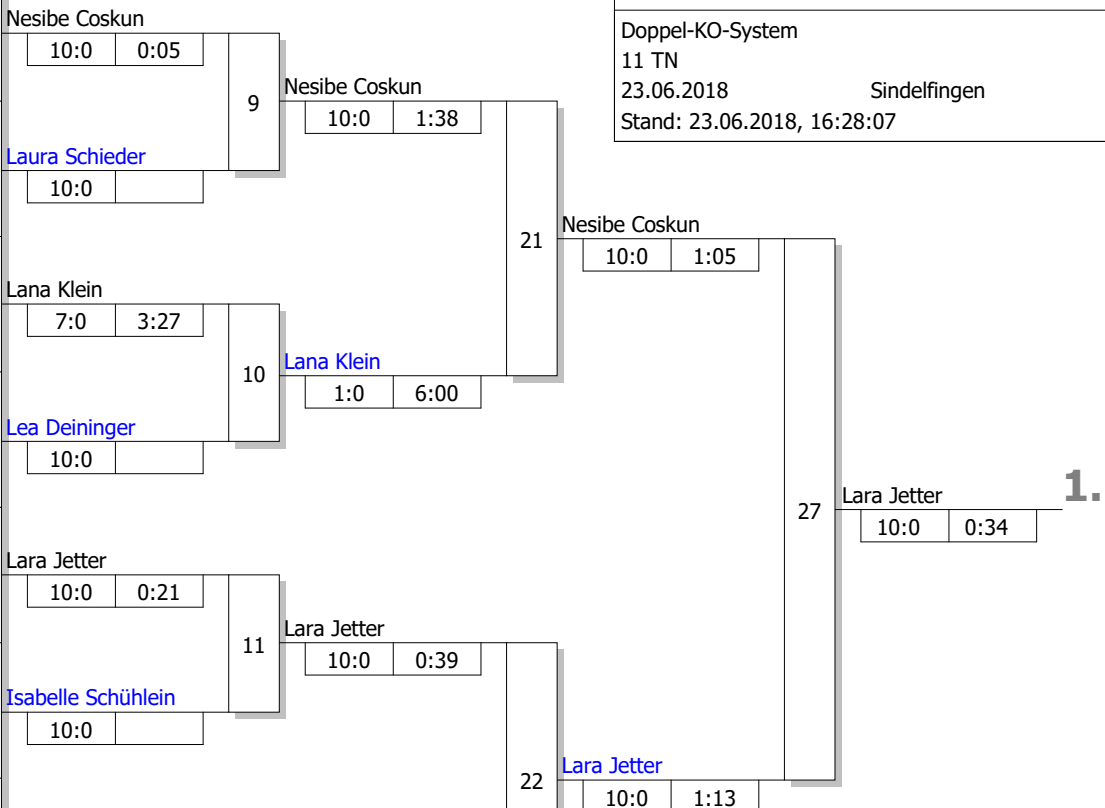 Nesibe Coskun
10:0 0:05
Doppel-KO-System
11 TN
23.06.2018 Sindelfingen
Stand: 23.06.2018, 16:28:07
9
Nesibe Coskun
10:0 1:38
Laura Schieder
10:0
21
Nesibe Coskun
10:0 1:05
Lana Klein
7:0 3:27
10
Lana Klein
1:0 6:00
Lea Deininger
10:0
27
Lara Jetter
10:0 0:34
1.
Lara Jetter
10:0 0:21
11
Lara Jetter
10:0 0:39
Isabelle Schühlein
10:0
22
Lara Jetter
10:0 1:13